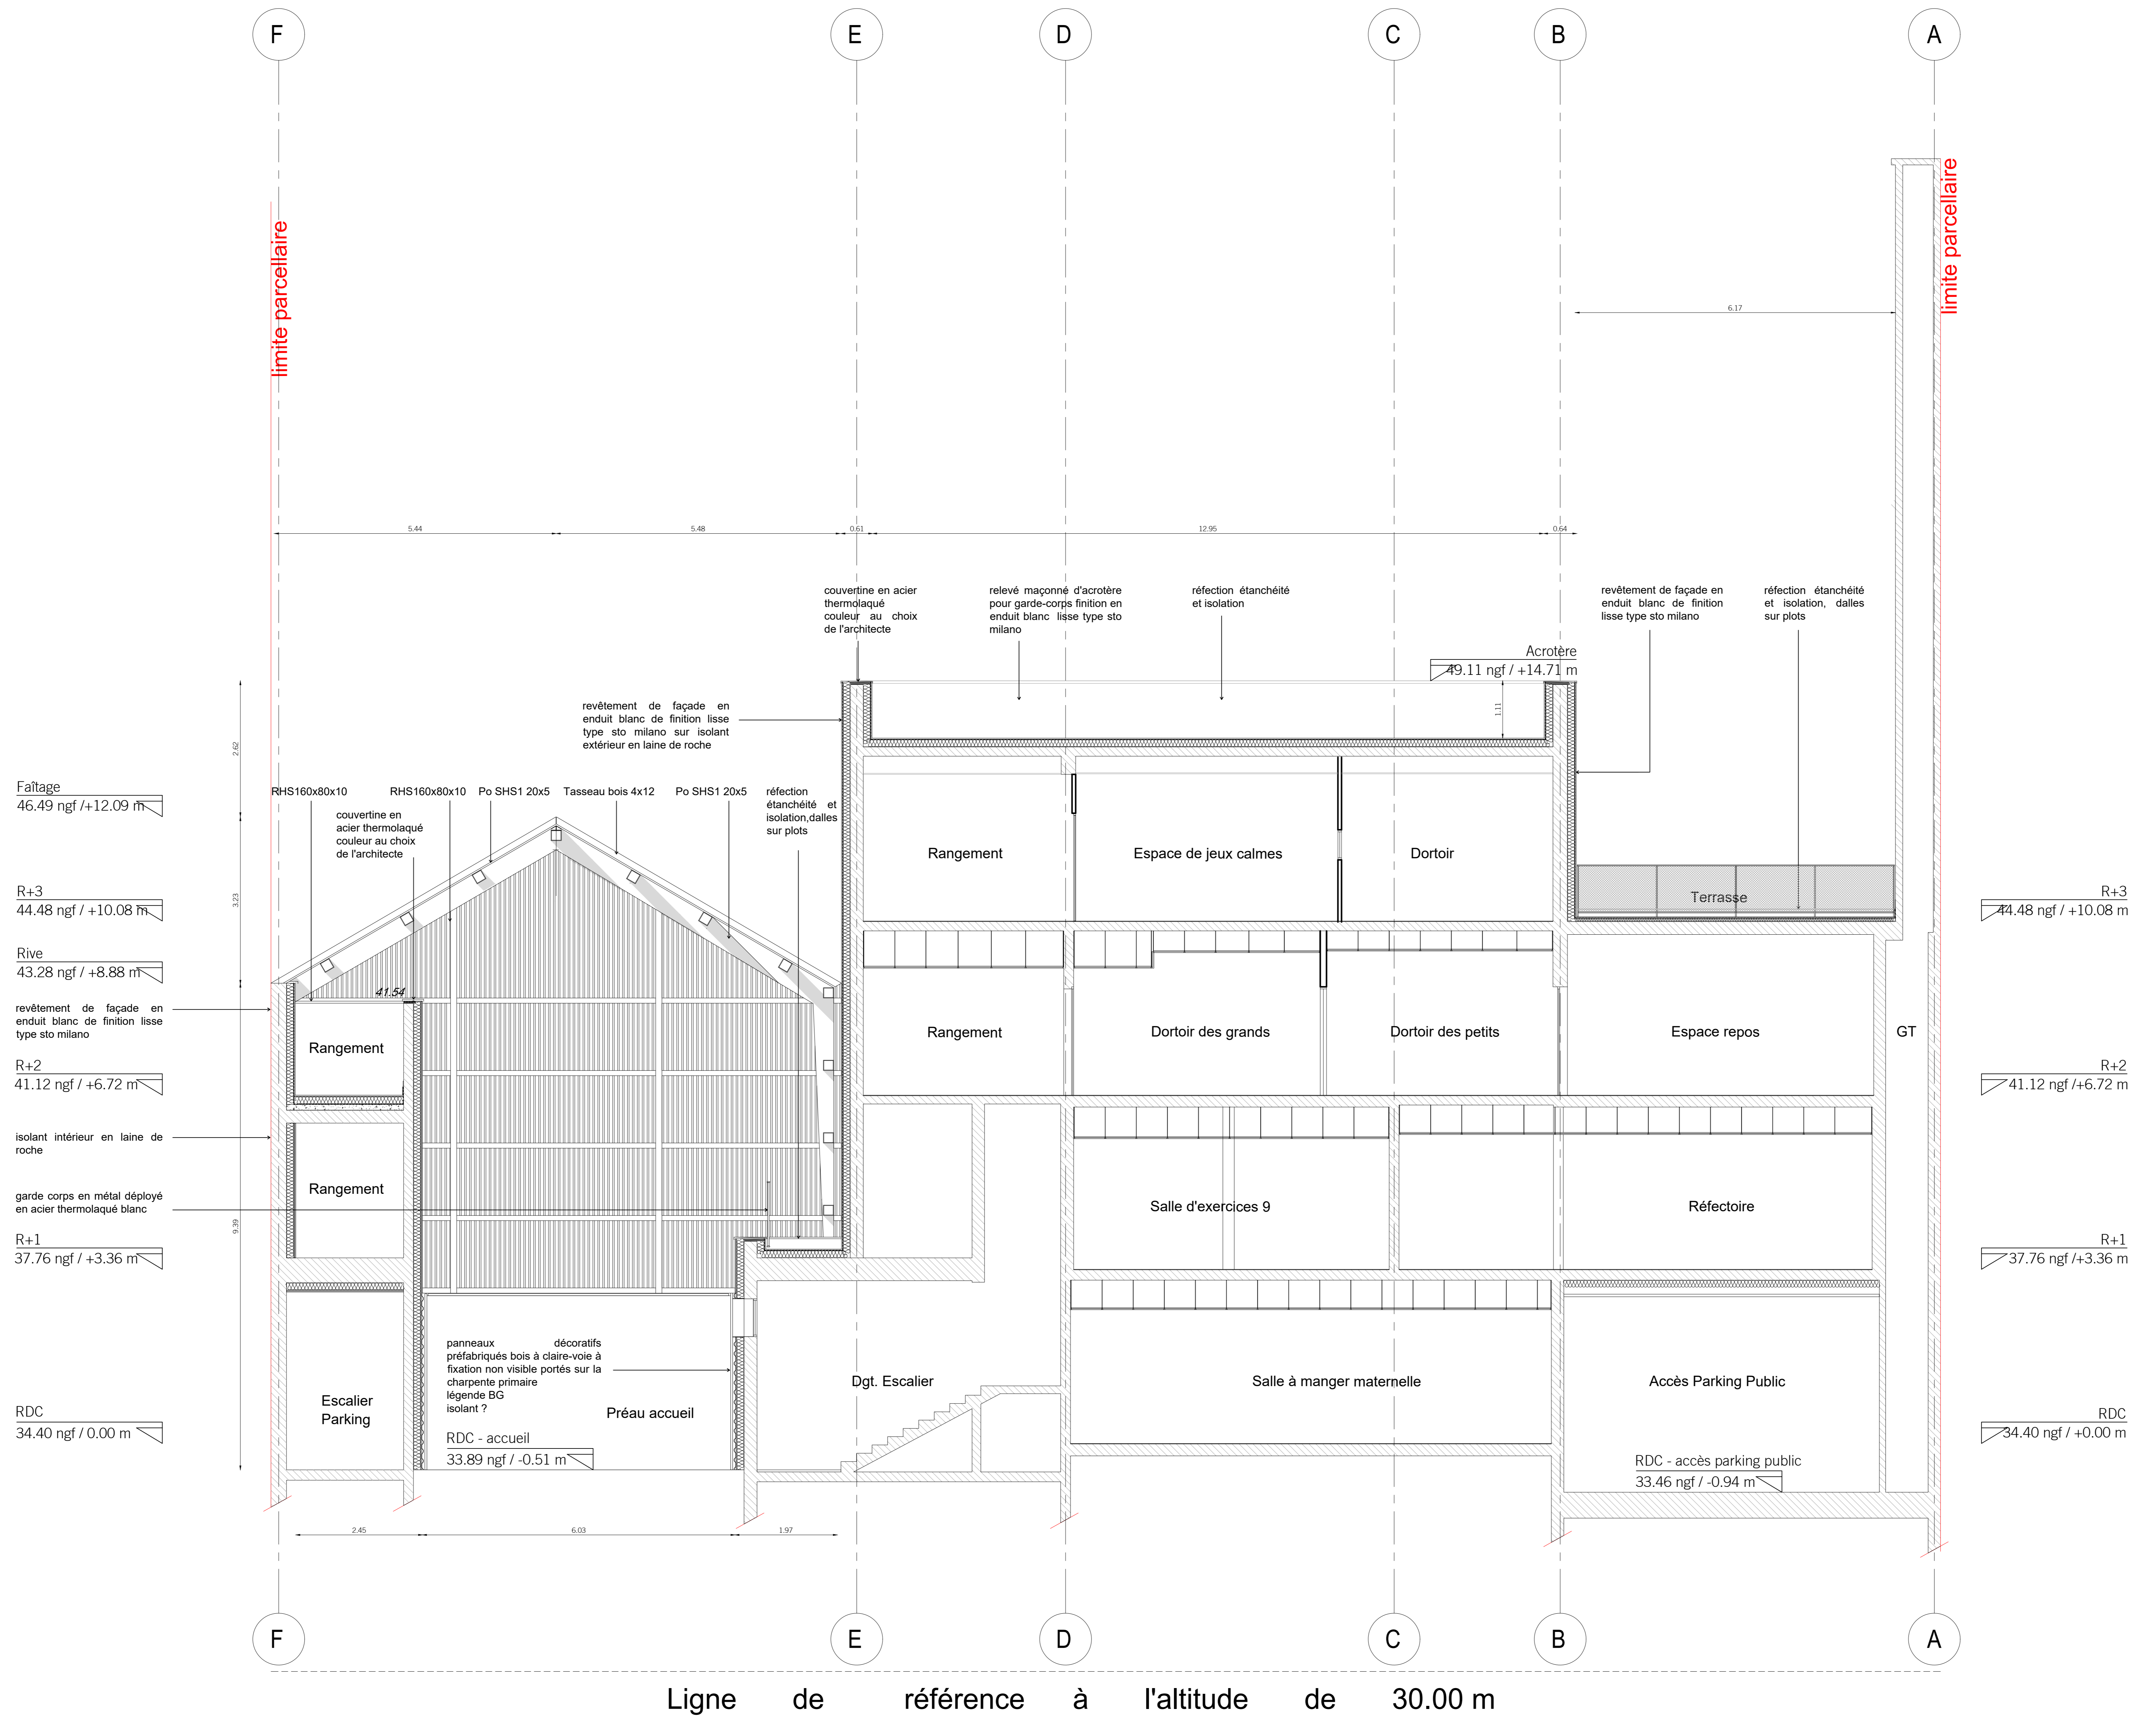 F E D C B A
limite parcellaire
limite parcellaire
6.17
5.44 5.48 0.61 12.95 0.64
couvertine en acier
thermolaqué
couleur au choix
de l'architecte
relevé maçonné d'acrotère
pour garde-corps finition en
enduit blanc lisse type sto
milano
réfection étanchéité
et isolation
revêtement de façade en
enduit blanc de finition
lisse type sto milano
réfection étanchéité
et isolation, dalles
sur plots
Acrotère
49.11 ngf / +14.71 m
1.11
2.62
revêtement de façade en
enduit blanc de finition lisse
type sto milano sur isolant
extérieur en laine de roche
Faîtage
46.49 ngf /+12.09 m
RHS160x80x10
RHS160x80x10
Po SHS1 20x5
Tasseau bois 4x12
Po SHS1 20x5
réfection
étanchéité et
isolation,dalles
sur plots
couvertine en
acier thermolaqué
couleur au choix
de l'architecte
Rangement
Espace de jeux calmes
Dortoir
Terrasse
R+3
44.48 ngf / +10.08 m
3.23
R+3
44.48 ngf / +10.08 m
Rive
43.28 ngf / +8.88 m
41.54
revêtement de façade en
enduit blanc de finition lisse
type sto milano
Rangement
Rangement
Dortoir des grands
Dortoir des petits
Espace repos
GT
R+2
41.12 ngf / +6.72 m
R+2
41.12 ngf /+6.72 m
isolant intérieur en laine de
roche
garde corps en métal déployé
en acier thermolaqué blanc
Rangement
Salle d'exercices 9
Réfectoire
9.39
R+1
37.76 ngf / +3.36 m
R+1
37.76 ngf /+3.36 m
panneaux décoratifs
préfabriqués bois à claire-voie à
fixation non visible portés sur la
charpente primaire
légende BG
isolant ?
Escalier
Parking
Préau accueil
Dgt. Escalier
Salle à manger maternelle
Accès Parking Public
RDC
34.40 ngf / 0.00 m
RDC - accueil
33.89 ngf / -0.51 m
RDC - accès parking public
33.46 ngf / -0.94 m
RDC
34.40 ngf / +0.00 m
2.45 6.03 1.97
F E D C B A
Ligne de référence à l'altitude de 30.00 m